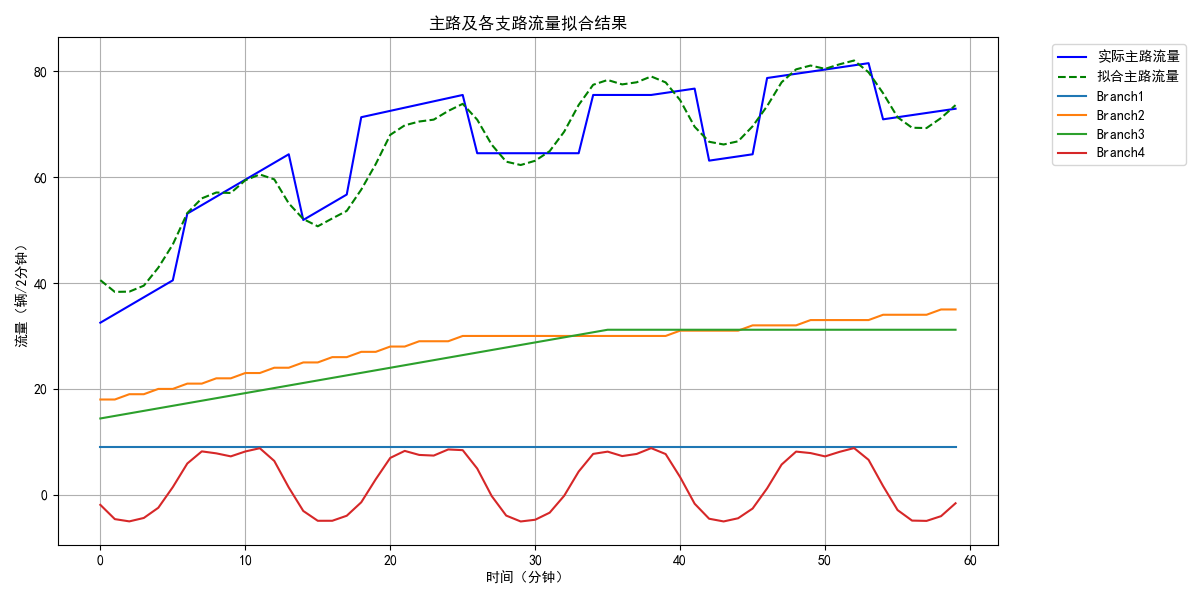 主路及各支路流量拟合结果
实际主路流量
拟合主路流量
Branch1
Branch2
Branch3
Branch4
流量（辆/2分钟）
80
60
40
20
0
0 10 20 30 40 50 60
时间（分钟）